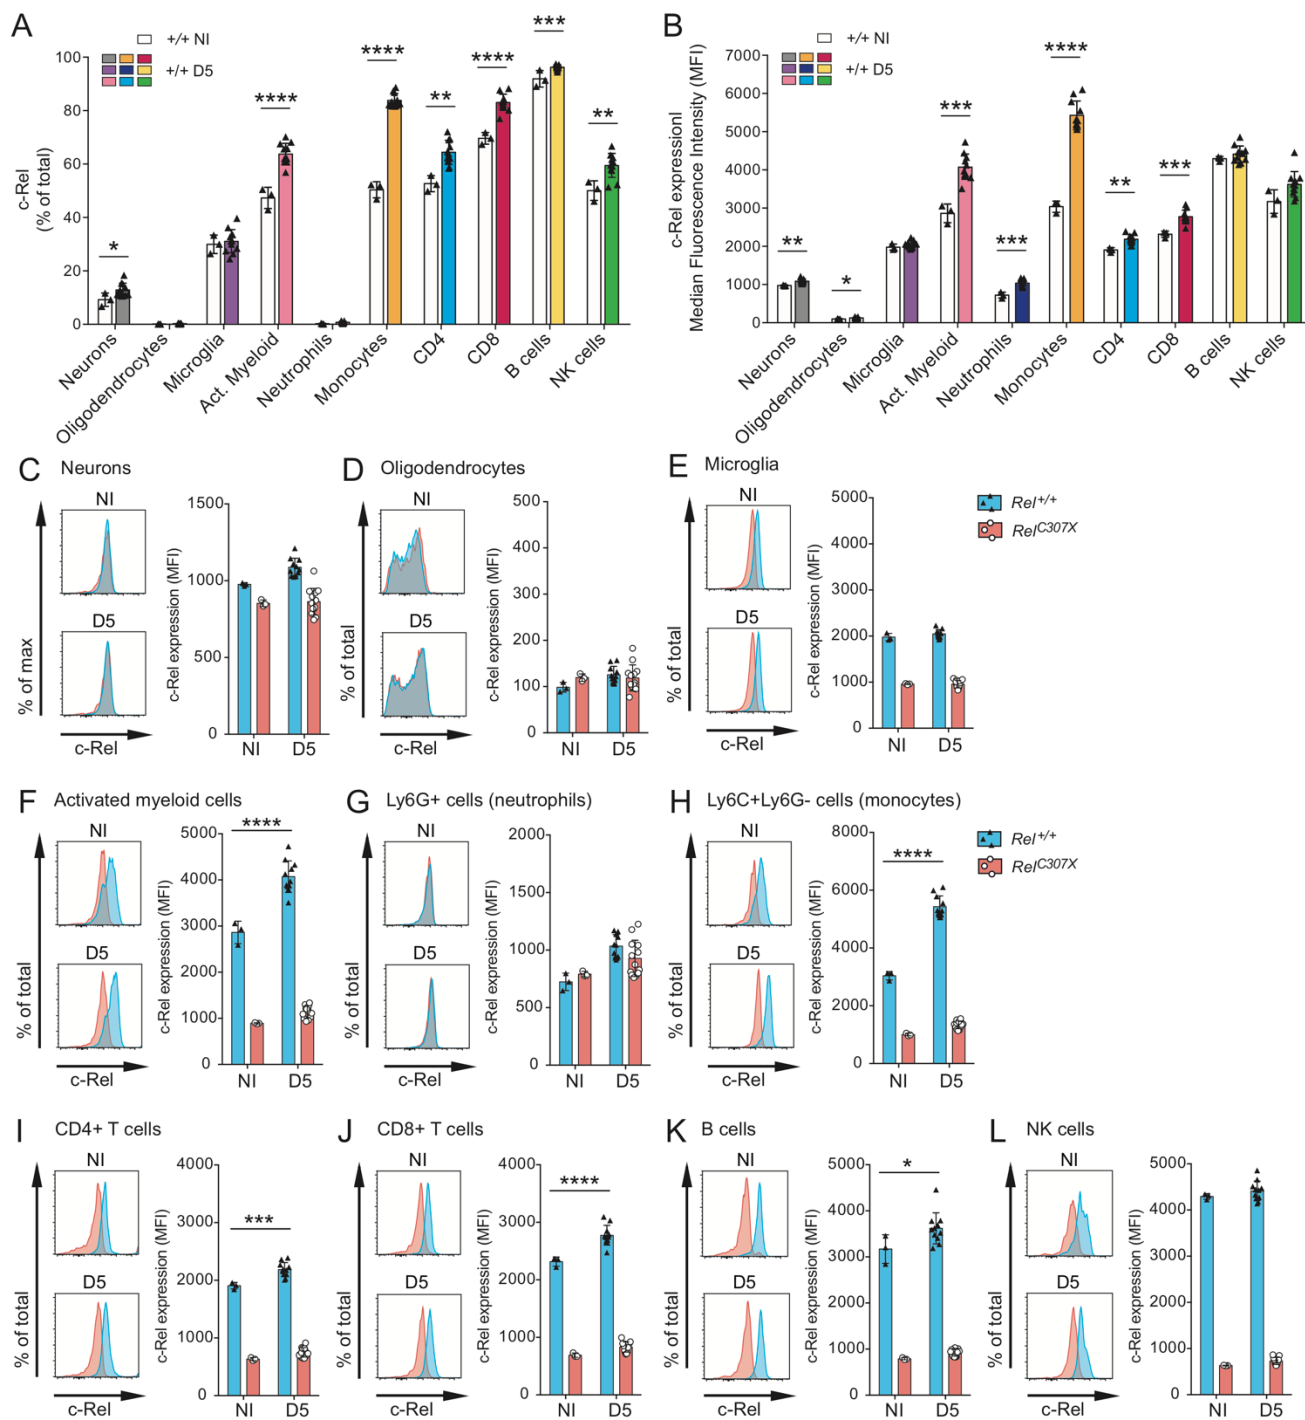 A
+/+ NI
+/+ D5
c-Rel
(% of total)
100
80
60
40
20
0
*
****
****
**
****
***
**
Neurons
Oligodendrocytes
Microglia
Act. Myeloid
Neutrophils
Monocytes
CD4
CD8
B cells
NK cells
B
+/+ NI
+/+ D5
c-Rel expressionl
Median Fluorescence Intensity (MFI)
7000
6000
5000
4000
3000
2000
1000
0
**
*
***
***
****
**
***
Neurons
Oligodendrocytes
Microglia
Act. Myeloid
Neutrophils
Monocytes
CD4
CD8
B cells
NK cells
C Neurons
NI
D5
% of max
c-Rel
c-Rel expression (MFI)
1500
1000
500
0
NI D5
D Oligodendrocytes
NI
D5
% of total
c-Rel
c-Rel expression (MFI)
500
400
300
200
100
0
NI D5
E Microglia
NI
D5
% of total
c-Rel
c-Rel expression (MFI)
5000
4000
3000
2000
1000
0
NI D5
Rel+/+
RelC307X
F Activated myeloid cells
NI
D5
% of total
c-Rel
c-Rel expression (MFI)
5000
4000
3000
2000
1000
0
****
NI D5
G Ly6G+ cells (neutrophils)
NI
D5
% of total
c-Rel
c-Rel expression (MFI)
2000
1500
1000
500
0
NI D5
H Ly6C+Ly6G- cells (monocytes)
NI
D5
% of total
c-Rel
c-Rel expression (MFI)
8000
6000
4000
2000
0
****
NI D5
Rel+/+
RelC307X
I CD4+ T cells
NI
D5
% of total
c-Rel
c-Rel expression (MFI)
4000
3000
2000
1000
0
***
NI D5
J CD8+ T cells
NI
D5
% of total
c-Rel
c-Rel expression (MFI)
4000
3000
2000
1000
0
****
NI D5
K B cells
NI
D5
% of total
c-Rel
c-Rel expression (MFI)
5000
4000
3000
2000
1000
0
*
NI D5
L NK cells
NI
D5
% of total
c-Rel
c-Rel expression (MFI)
5000
4000
3000
2000
1000
0
NI D5